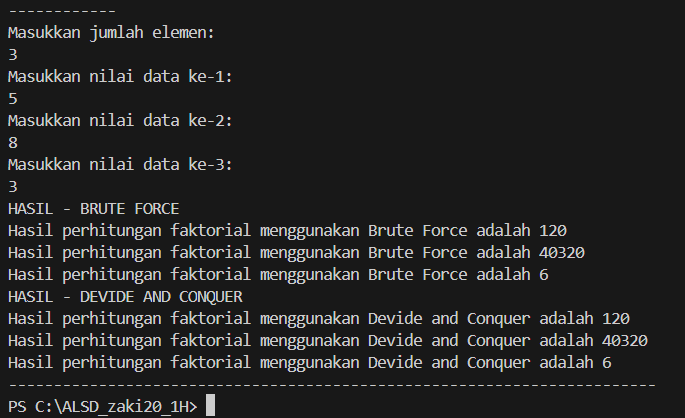 ------------
Masukkan jumlah elemen:
3
Masukkan nilai data ke-1:
5
Masukkan nilai data ke-2:
8
Masukkan nilai data ke-3:
3
HASIL - BRUTE FORCE
Hasil perhitungan faktorial menggunakan Brute Force adalah 120
Hasil perhitungan faktorial menggunakan Brute Force adalah 40320
Hasil perhitungan faktorial menggunakan Brute Force adalah 6
HASIL - DEVIDE AND CONQUER
Hasil perhitungan faktorial menggunakan Devide and Conquer adalah 120
Hasil perhitungan faktorial menggunakan Devide and Conquer adalah 40320
Hasil perhitungan faktorial menggunakan Devide and Conquer adalah 6
------------------------------------------------------------------------
PS C:\ALSD_zaki20_1H>